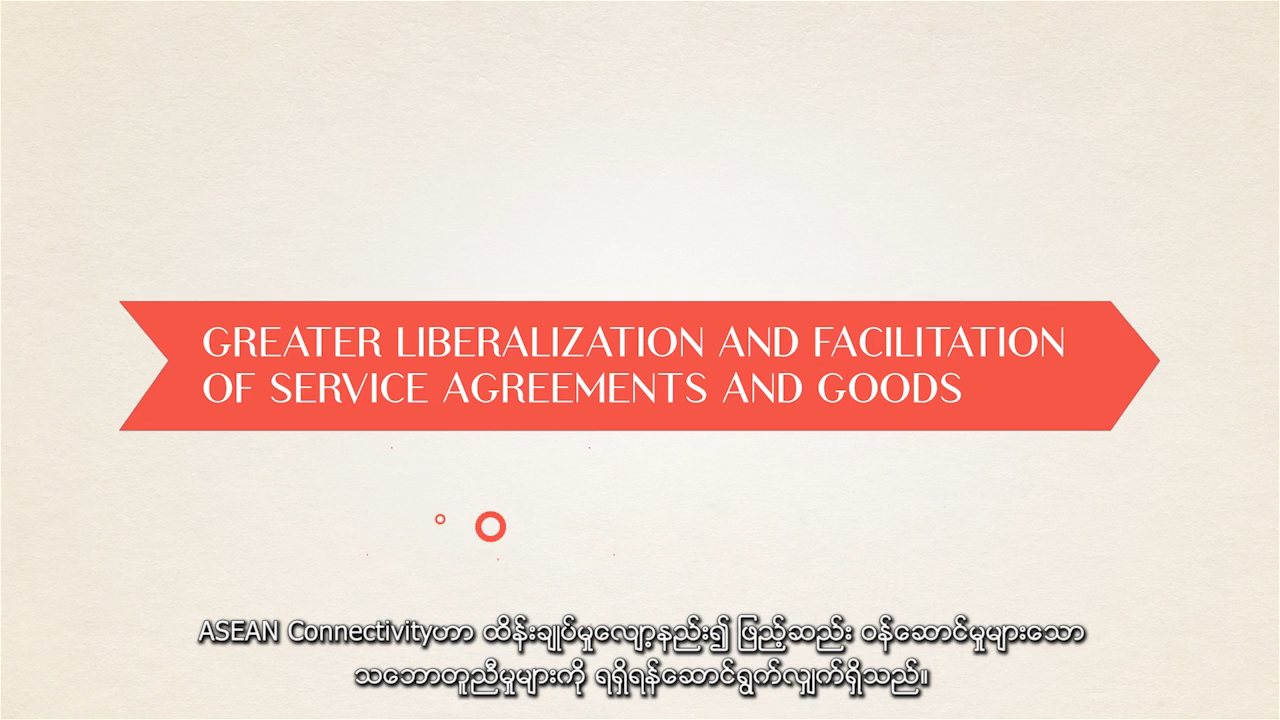 GREATER LIBERALIZATION AND FACILITATION
OF SERVICE AGREEMENTS AND GOODS
ASEAN Connectivityဟာ ထိန်းချုပ်မှုလျော့နည်း၍ ဖြည့်ဆည်း ဝန်ဆောင်မှုများသော
သဘောတူညီမှုများကို ရရှိရန်ဆောင်ရွက်လျှက်ရှိသည်။